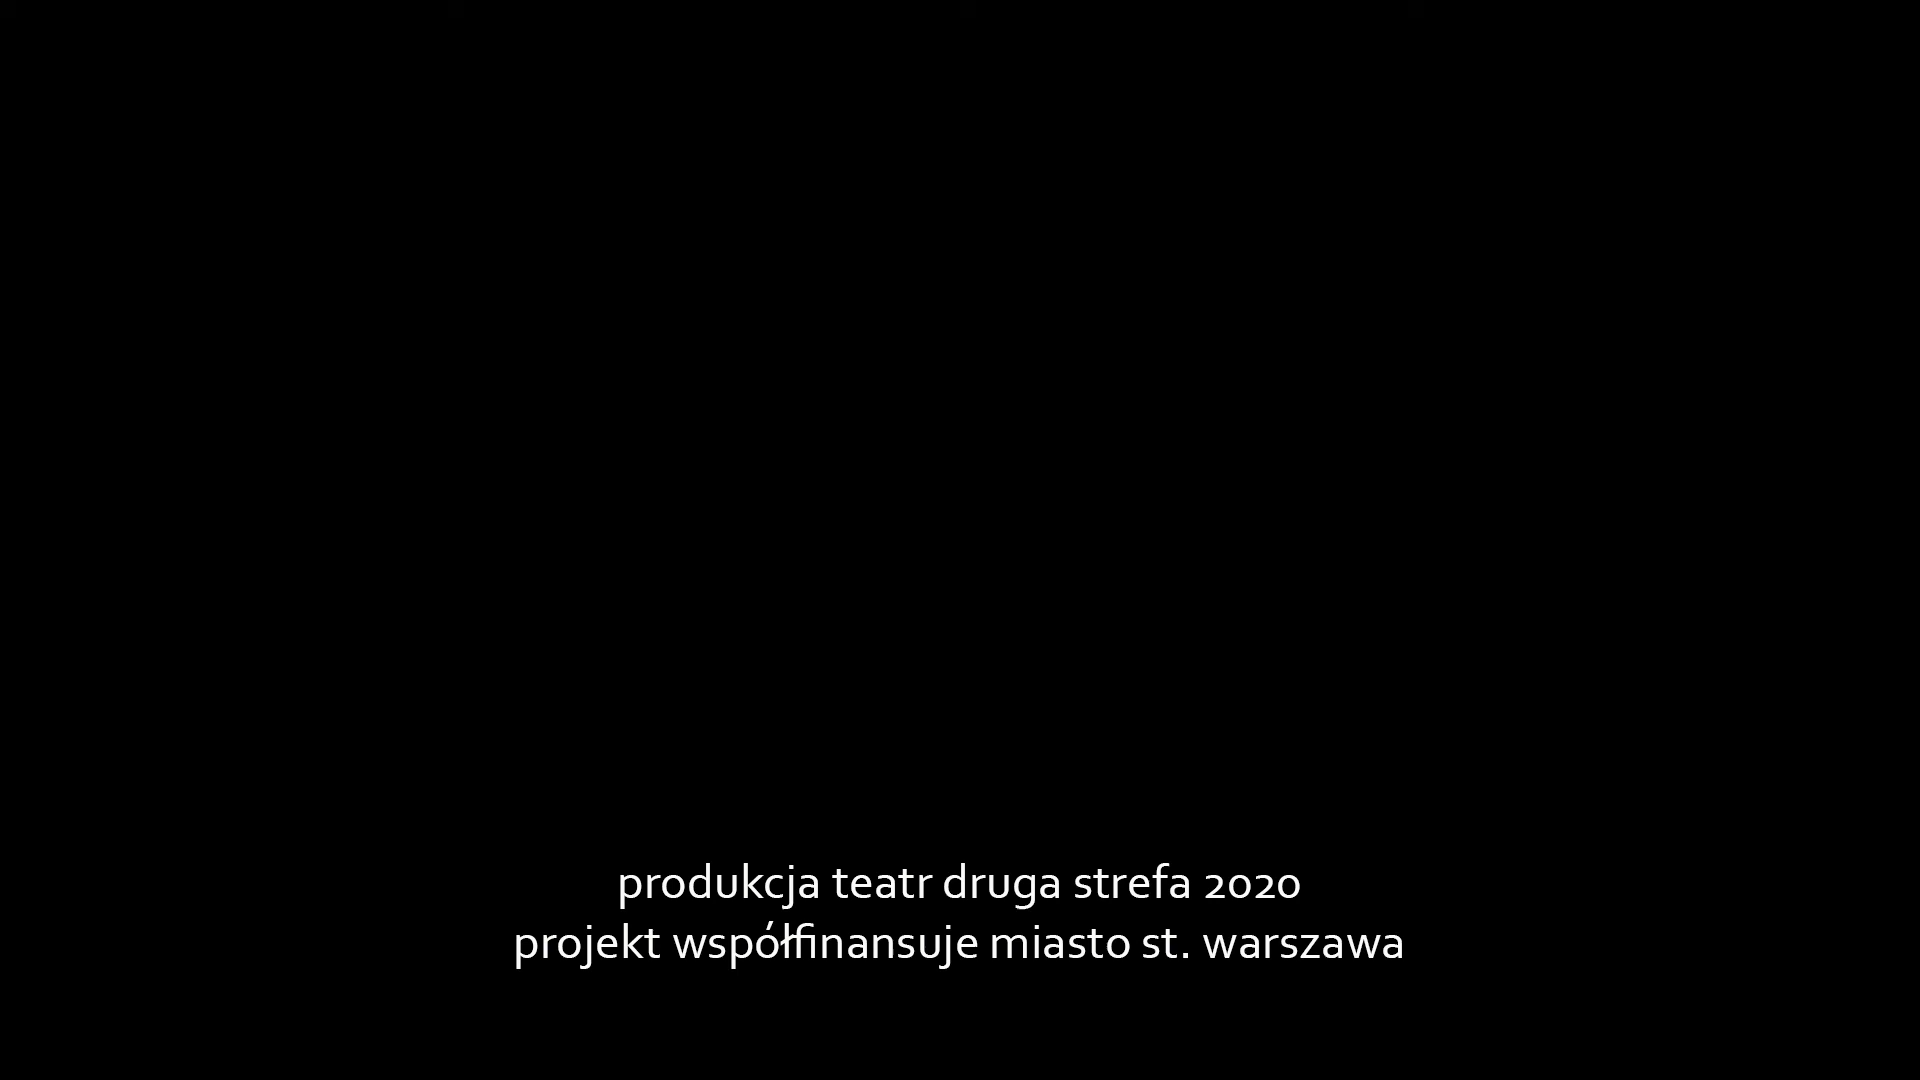 produkcja teatr druga strefa 2020
projekt współfinansuje miasto st. warszawa